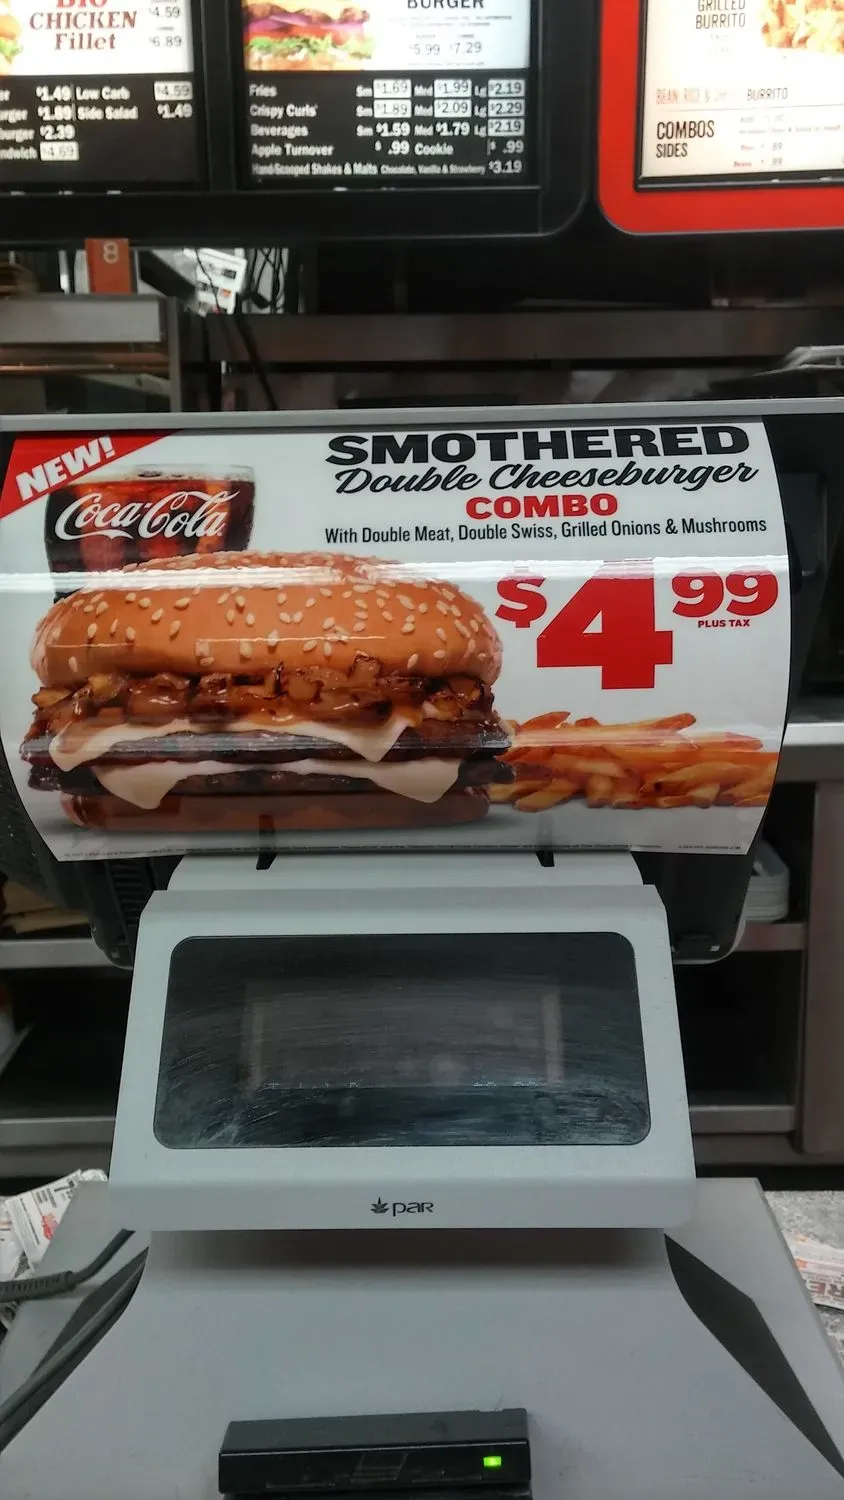 BIG
CHICKEN
Fillet
$4.59
$6.89
$1.49 Low Carb $4.59
$1.89 Side Salad $1.49
$2.39
$4.69
BURGER
$5.99 $7.29
Fries Sm $1.69 Med $1.99 Lg $2.19
Crispy Curls Sm $1.89 Med $2.09 Lg $2.29
Beverages Sm $1.59 Med $1.79 Lg $2.19
Apple Turnover $ .99 Cookie $ .99
Hand-Scooped Shakes & Malts Chocolate, Vanilla & Strawberry $3.19
GRILLED
BURRITO
BEAN, RICE & BURRITO
COMBOS
SIDES
8
NEW!
Coca-Cola
SMOTHERED
Double Cheeseburger
COMBO
With Double Meat, Double Swiss, Grilled Onions & Mushrooms
$4.99
PLUS TAX
par